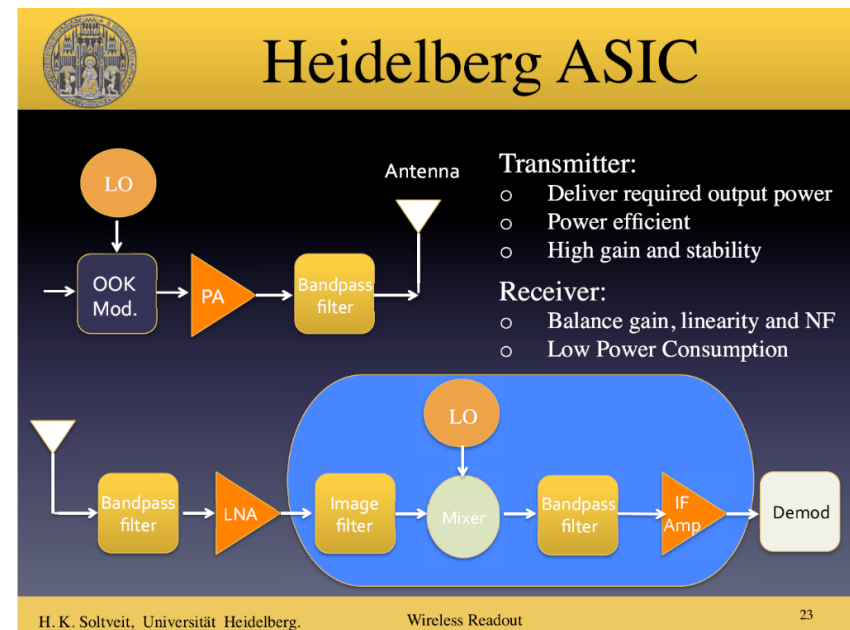 Heidelberg ASIC
LO
Antenna
OOK
Mod.
PA
Bandpass
filter
Transmitter:
o Deliver required output power
o Power efficient
o High gain and stability
Receiver:
o Balance gain, linearity and NF
o Low Power Consumption
LO
Bandpass
filter
LNA
Image
filter
Mixer
Bandpass
filter
IF
Amp
Demod
H. K. Soltveit, Universität Heidelberg.
Wireless Readout
23